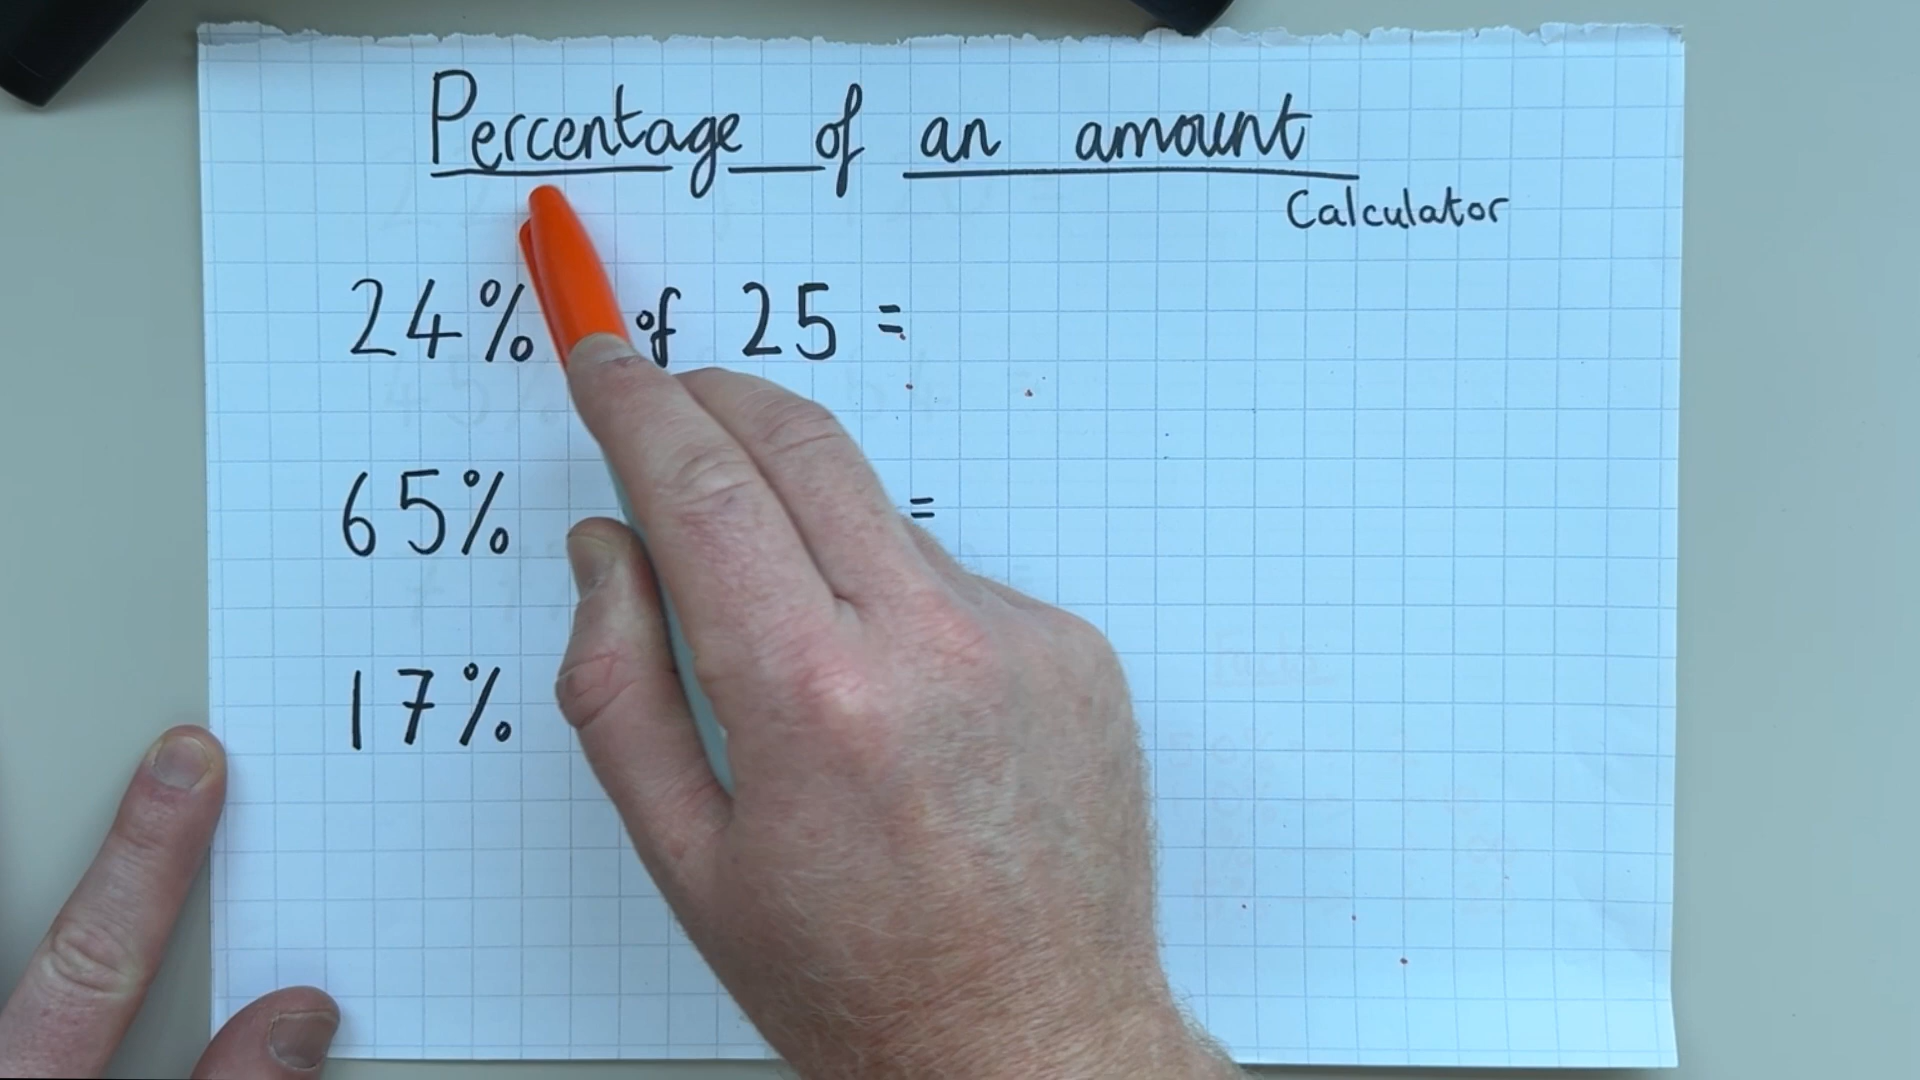 Percentage of an amount
Calculator
24% of 25 =
65% =
17%